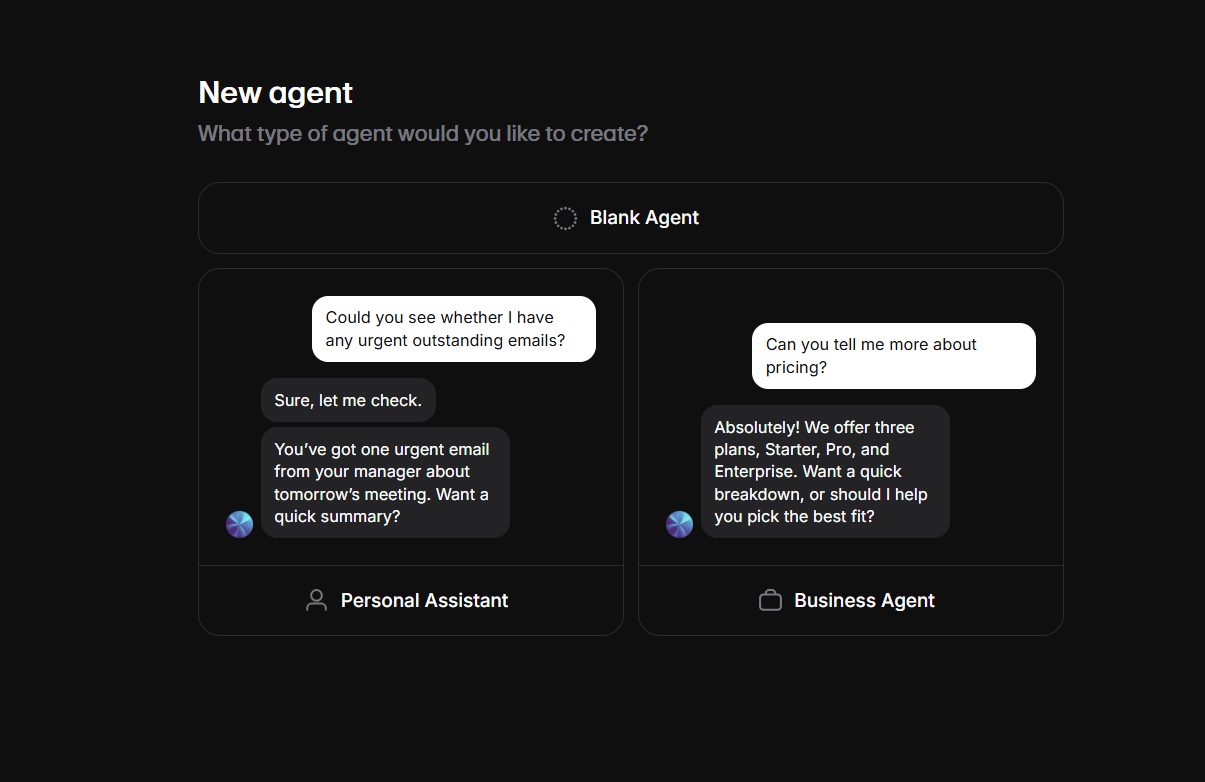 New agent
What type of agent would you like to create?
Blank Agent
Could you see whether I have
any urgent outstanding emails?
Sure, let me check.
You’ve got one urgent email
from your manager about
tomorrow’s meeting. Want a
quick summary?
Personal Assistant
Can you tell me more about
pricing?
Absolutely! We offer three
plans, Starter, Pro, and
Enterprise. Want a quick
breakdown, or should I help
you pick the best fit?
Business Agent